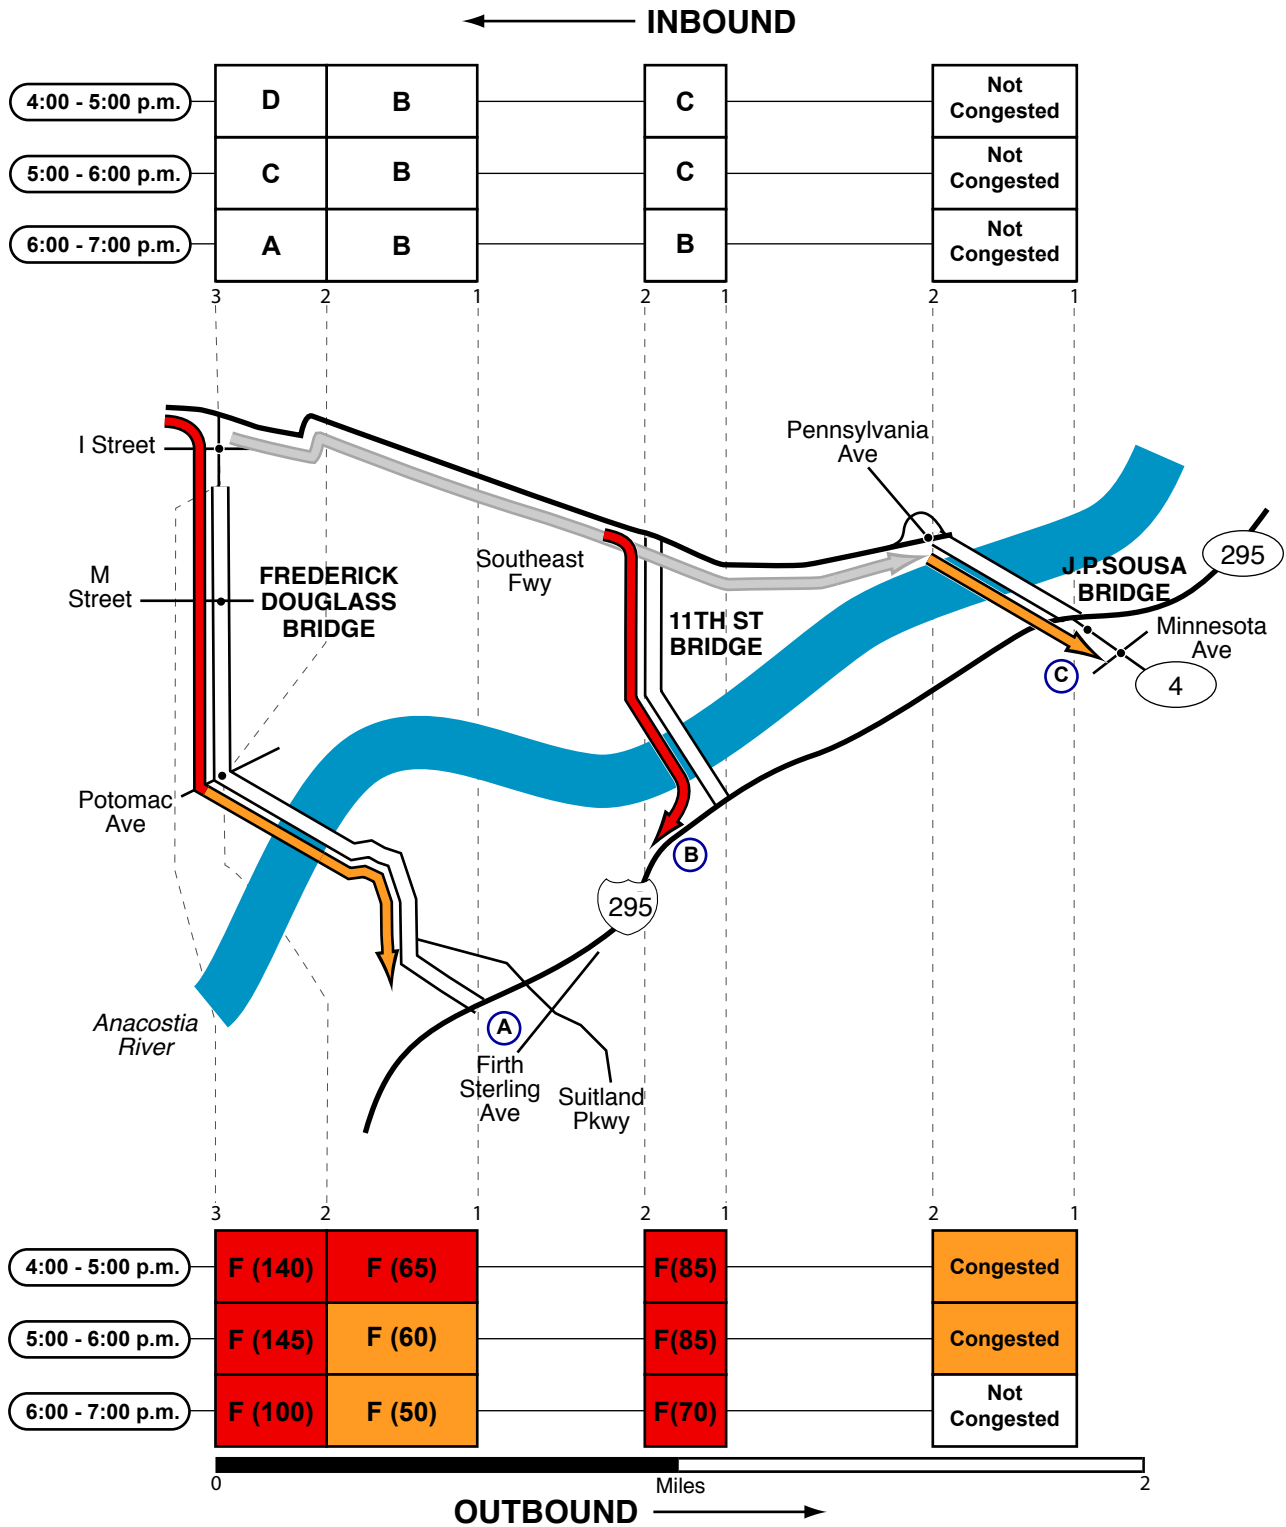 INBOUND
4:00 - 5:00 p.m. D B C Not Congested
5:00 - 6:00 p.m. C B C Not Congested
6:00 - 7:00 p.m. A B B Not Congested
3 2 1 2 1 2 1
I Street
Pennsylvania
Ave
Southeast
Fwy
M
Street
FREDERICK
DOUGLASS
BRIDGE
11TH ST
BRIDGE
J.P.SOUSA
BRIDGE
295
Minnesota
Ave
C
4
Potomac
Ave
B
295
Anacostia
River
A
Firth
Sterling
Ave
Suitland
Pkwy
3 2 1 2 1 2 1
4:00 - 5:00 p.m. F (140) F (65) F(85) Congested
5:00 - 6:00 p.m. F (145) F (60) F(85) Congested
6:00 - 7:00 p.m. F (100) F (50) F(70) Not Congested
0 Miles 2
OUTBOUND